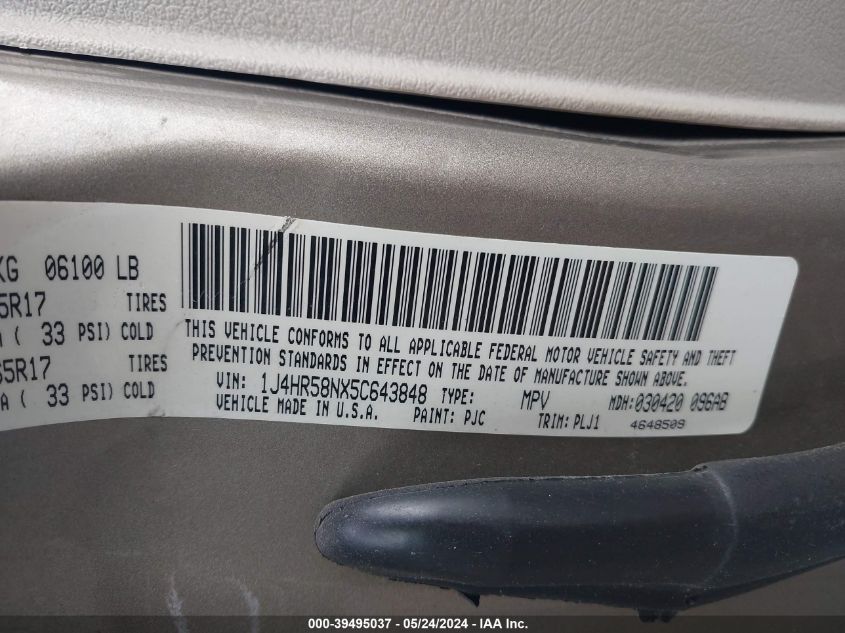 KG 06100 LB
5R17 TIRES
( 33 PSI) COLD
65R17 TIRES
A ( 33 PSI) COLD
THIS VEHICLE CONFORMS TO ALL APPLICABLE FEDERAL MOTOR VEHICLE SAFETY AND THEFT
PREVENTION STANDARDS IN EFFECT ON THE DATE OF MANUFACTURE SHOWN ABOVE.
VIN: 1J4HR58NX5C643848 TYPE: MPV MDH: 030420 096AB
VEHICLE MADE IN U.S.A. PAINT: PJC TRIM: PLJ1 4648509
000-39495037 - 05/24/2024 - IAA Inc.